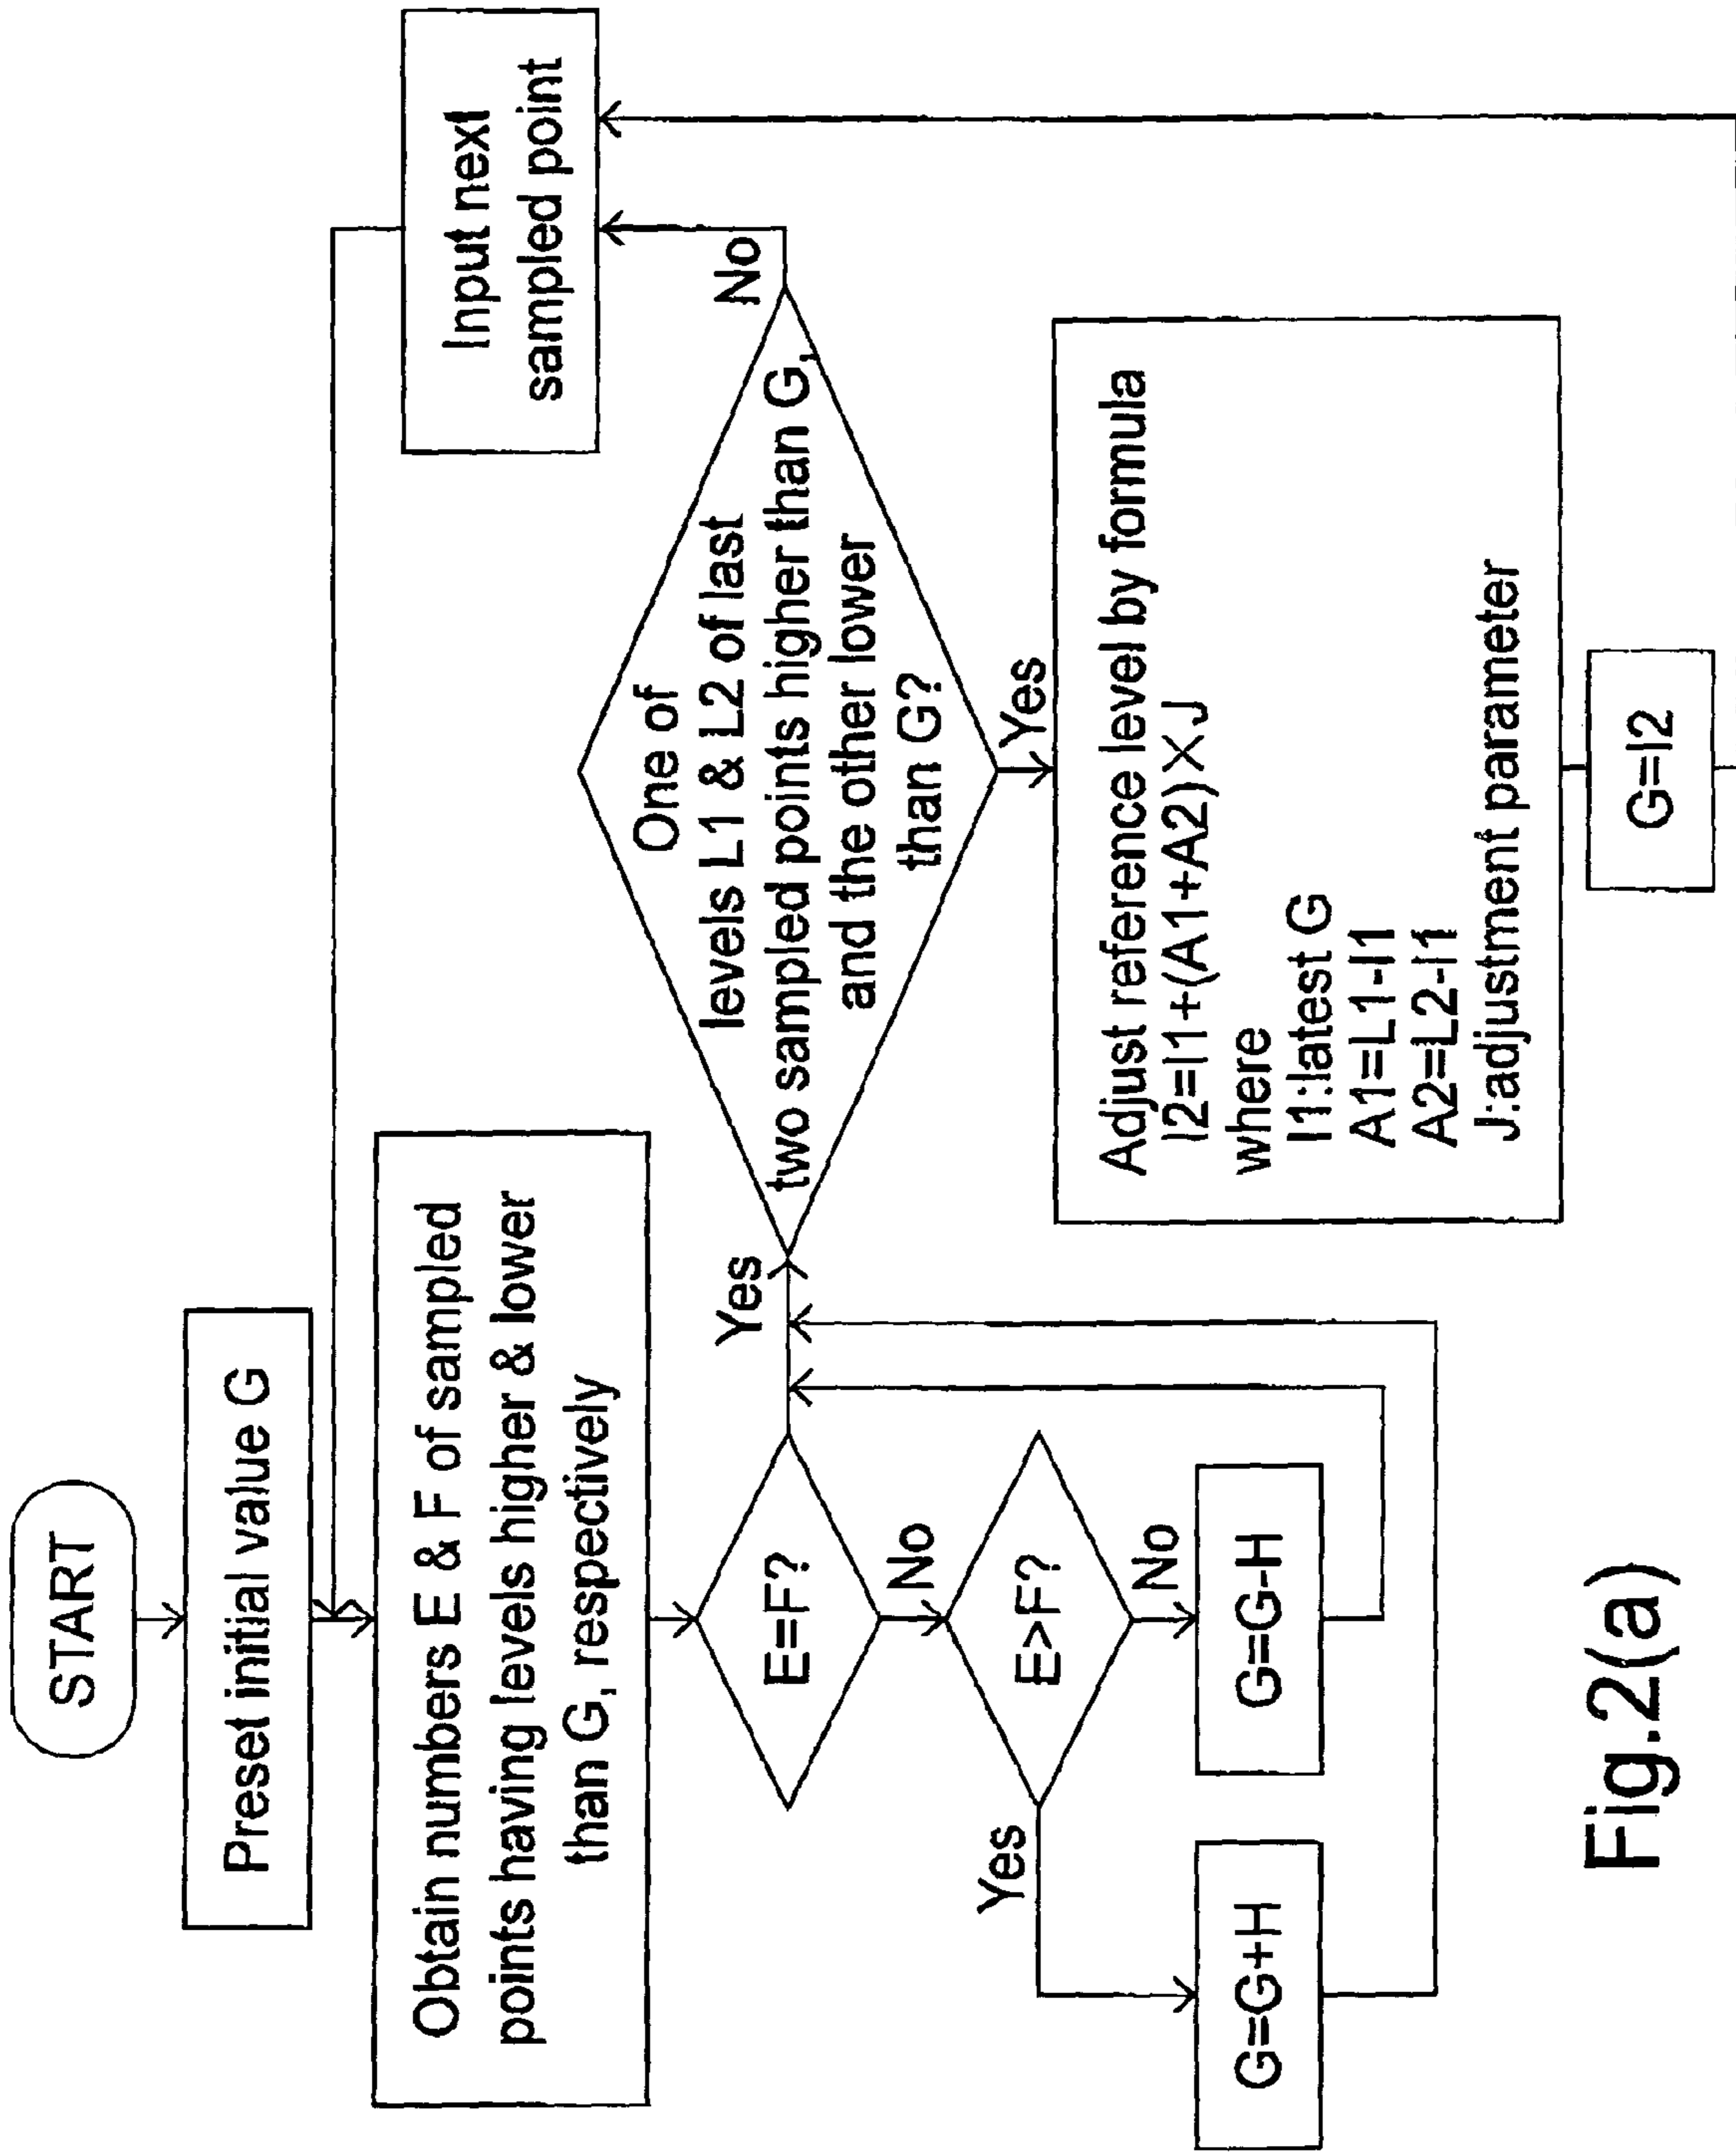 START
Preset initial value G
Obtain numbers E & F of sampled
points having levels higher & lower
than G, respectively
E=F?
Yes
No
E>F?
Yes
No
G=G+H
G=G-H
One of
levels L1 & L2 of last
two sampled points higher than G,
and the other lower
than G?
No
Yes
Input next
sampled point
Adjust reference level by formula
I2=I1+(A1+A2)×J
where
I1:latest G
A1=L1-I1
A2=L2-I1
J:adjustment parameter
G=I2
Fig.2(a)